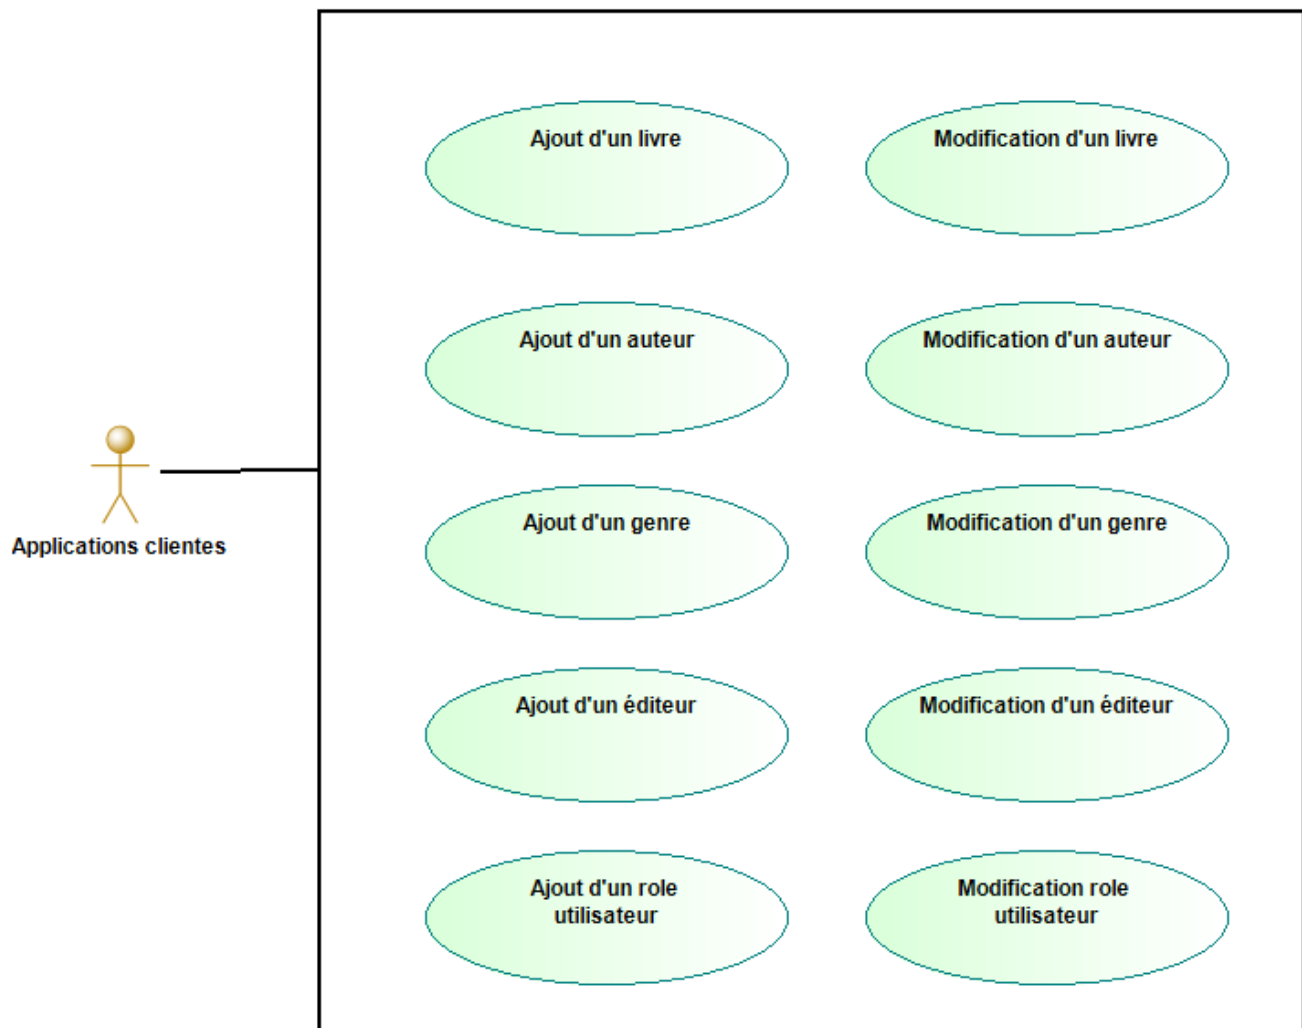 Ajout d'un livre
Modification d'un livre
Ajout d'un auteur
Modification d'un auteur
Applications clientes
Ajout d'un genre
Modification d'un genre
Ajout d'un éditeur
Modification d'un éditeur
Ajout d'un role
utilisateur
Modification role
utilisateur